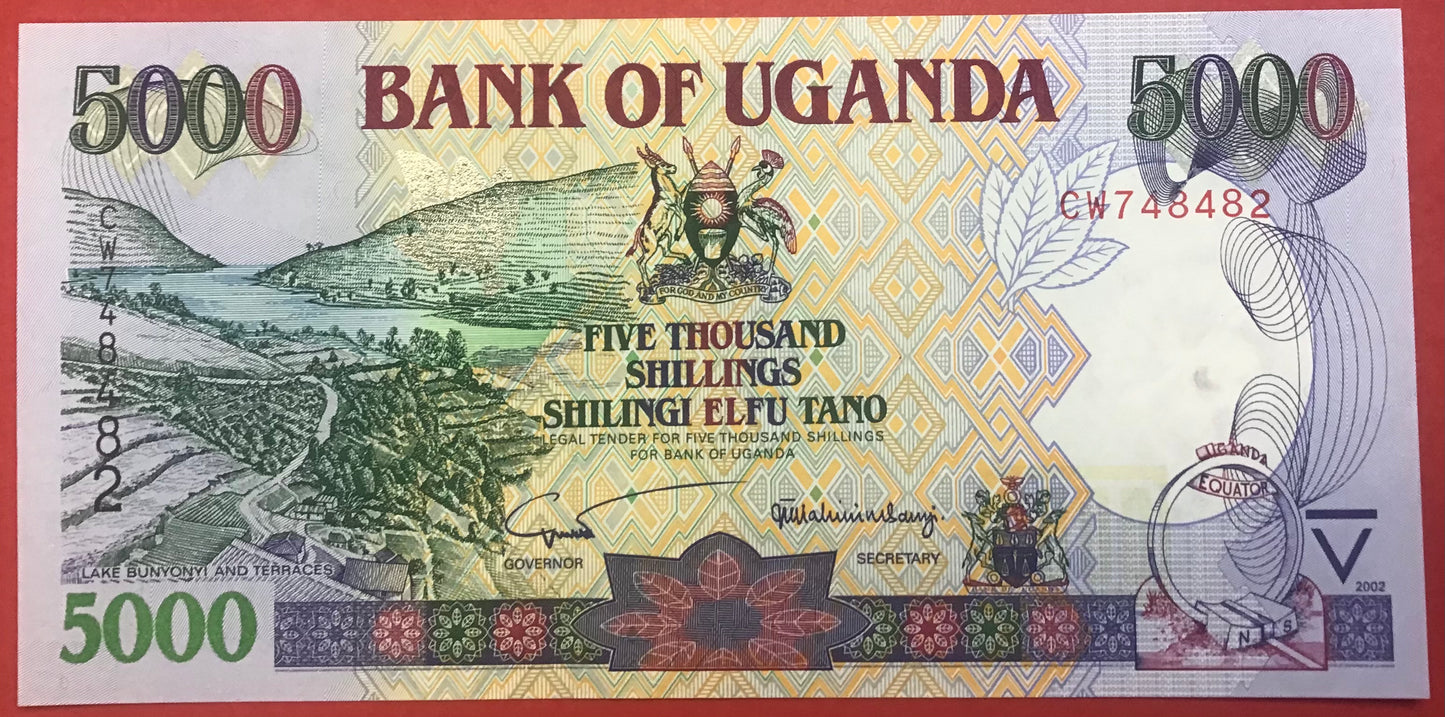 5000
BANK OF UGANDA
5000
CW748482
CW748482
FOR GOD AND MY COUNTRY
FIVE THOUSAND
SHILLINGS
SHILINGI ELFU TANO
LEGAL TENDER FOR FIVE THOUSAND SHILLINGS
FOR BANK OF UGANDA
GOVERNOR
SECRETARY
UGANDA
EQUATOR
N S
V
2002
LAKE BUNYONYI AND TERRACES
5000